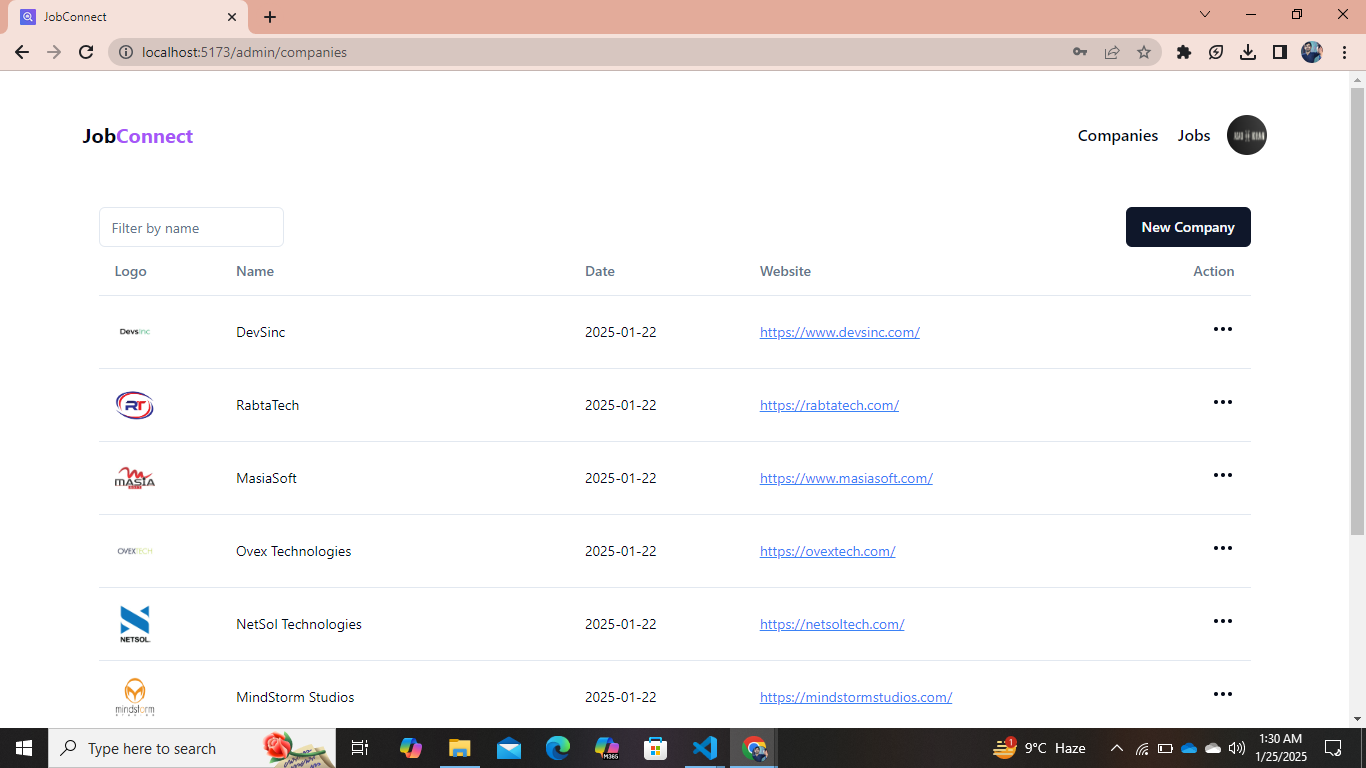 JobConnect
localhost:5173/admin/companies
JobConnect
Companies Jobs
Filter by name
New Company
Logo Name Date Website Action
Devsinc DevSinc 2025-01-22 https://www.devsinc.com/
RT RabtaTech 2025-01-22 https://rabtatech.com/
MASIA MasiaSoft 2025-01-22 https://www.masiasoft.com/
OVEXTECH Ovex Technologies 2025-01-22 https://ovextech.com/
NETSOL NetSol Technologies 2025-01-22 https://netsoltech.com/
mindstorm MindStorm Studios 2025-01-22 https://mindstormstudios.com/
Type here to search
M365
1
9°C Haze
1:30 AM
1/25/2025